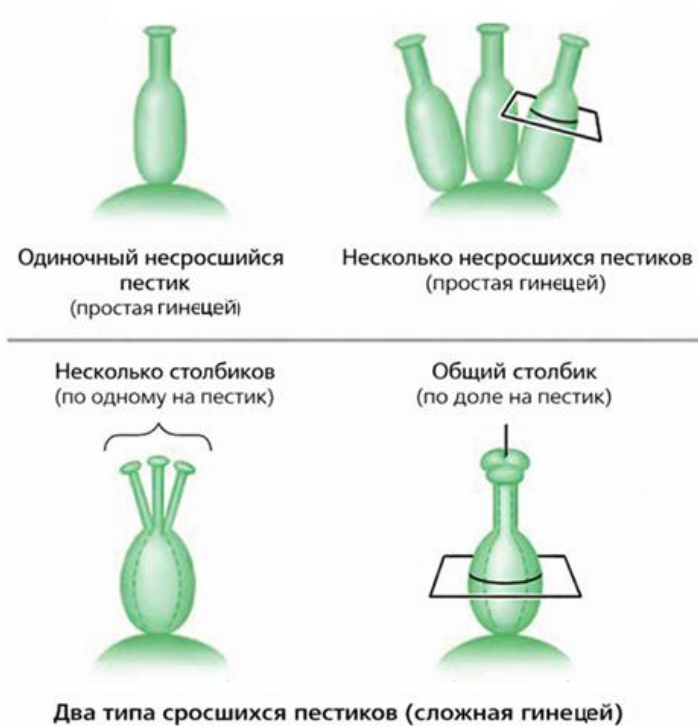 Одиночный несросшийся
пестик
(простая гинецей)
Несколько несросшихся пестиков
(простая гинецей)
Несколько столбиков
(по одному на пестик)
Общий столбик
(по доле на пестик)
Два типа сросшихся пестиков (сложная гинецей)